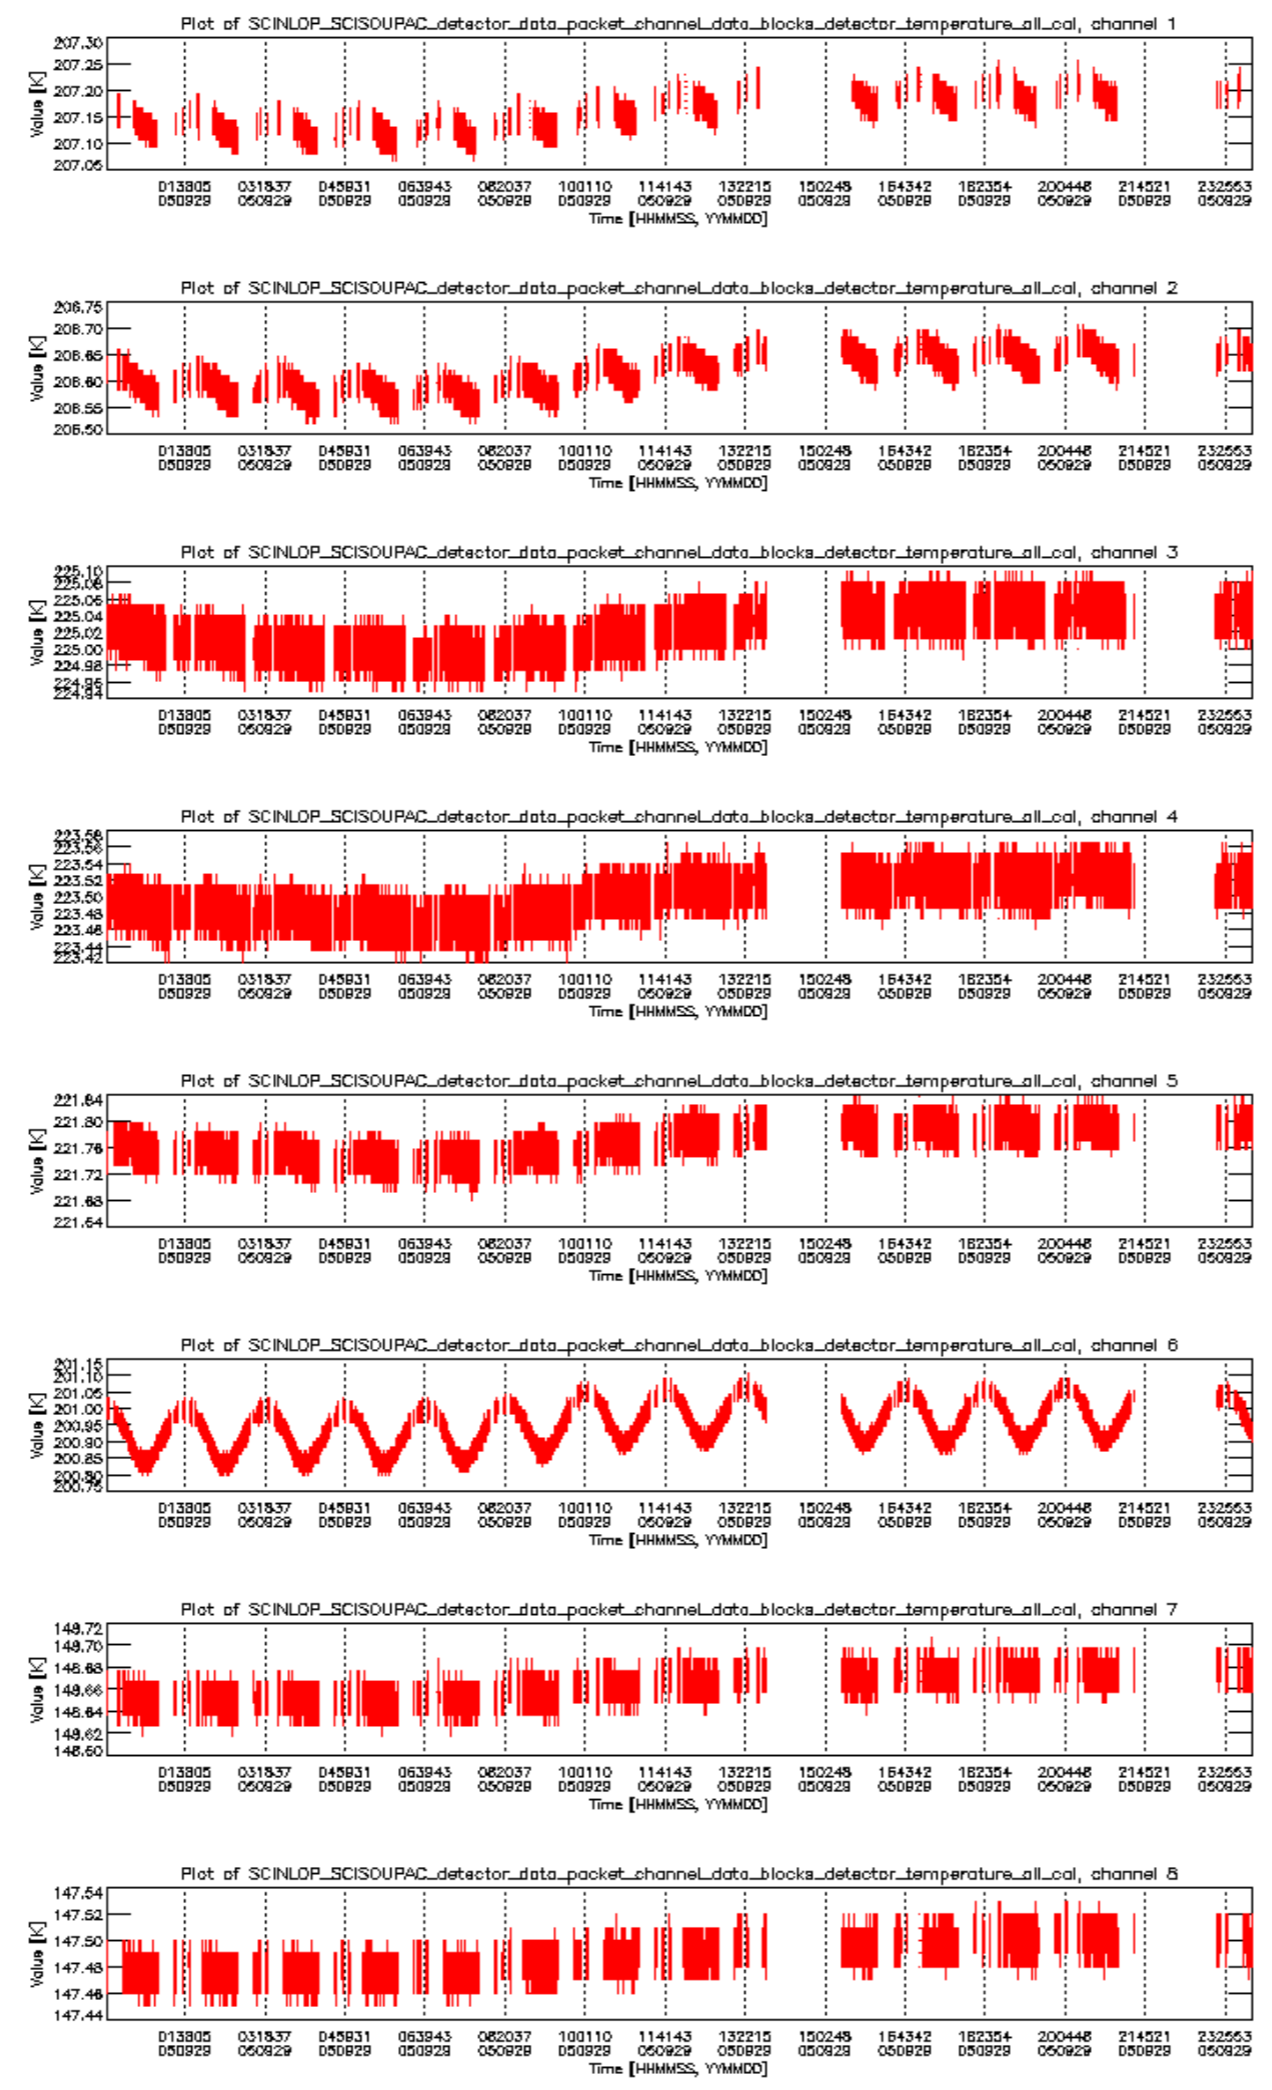 Plot of SCINLOP_SCISOUPAC_detector_data_packet_channel_data_blocks_detector_temperature_all_cal, channel 1
207.30
207.25
207.20
207.15
207.10
207.05
Value [K]
013805 031837 045931 063943 082037 100110 114143 132215 150248 164342 182354 200448 214521 232553
050929 050929 050929 050929 050929 050929 050929 050929 050929 050929 050929 050929 050929 050929
Time [HHMMSS, YYMMDD]
Plot of SCINLOP_SCISOUPAC_detector_data_packet_channel_data_blocks_detector_temperature_all_cal, channel 2
206.75
206.70
206.65
206.60
206.55
206.50
Value [K]
013805 031837 045931 063943 082037 100110 114143 132215 150248 164342 182354 200448 214521 232553
050929 050929 050929 050929 050929 050929 050929 050929 050929 050929 050929 050929 050929 050929
Time [HHMMSS, YYMMDD]
Plot of SCINLOP_SCISOUPAC_detector_data_packet_channel_data_blocks_detector_temperature_all_cal, channel 3
225.10
225.08
225.06
225.04
225.02
225.00
224.98
224.96
224.94
Value [K]
013805 031837 045931 063943 082037 100110 114143 132215 150248 164342 182354 200448 214521 232553
050929 050929 050929 050929 050929 050929 050929 050929 050929 050929 050929 050929 050929 050929
Time [HHMMSS, YYMMDD]
Plot of SCINLOP_SCISOUPAC_detector_data_packet_channel_data_blocks_detector_temperature_all_cal, channel 4
223.58
223.56
223.54
223.52
223.50
223.48
223.46
223.44
223.42
Value [K]
013805 031837 045931 063943 082037 100110 114143 132215 150248 164342 182354 200448 214521 232553
050929 050929 050929 050929 050929 050929 050929 050929 050929 050929 050929 050929 050929 050929
Time [HHMMSS, YYMMDD]
Plot of SCINLOP_SCISOUPAC_detector_data_packet_channel_data_blocks_detector_temperature_all_cal, channel 5
221.84
221.80
221.76
221.72
221.68
221.64
Value [K]
013805 031837 045931 063943 082037 100110 114143 132215 150248 164342 182354 200448 214521 232553
050929 050929 050929 050929 050929 050929 050929 050929 050929 050929 050929 050929 050929 050929
Time [HHMMSS, YYMMDD]
Plot of SCINLOP_SCISOUPAC_detector_data_packet_channel_data_blocks_detector_temperature_all_cal, channel 6
201.15
201.10
201.05
201.00
200.95
200.90
200.85
200.80
200.75
Value [K]
013805 031837 045931 063943 082037 100110 114143 132215 150248 164342 182354 200448 214521 232553
050929 050929 050929 050929 050929 050929 050929 050929 050929 050929 050929 050929 050929 050929
Time [HHMMSS, YYMMDD]
Plot of SCINLOP_SCISOUPAC_detector_data_packet_channel_data_blocks_detector_temperature_all_cal, channel 7
148.72
148.70
148.68
148.66
148.64
148.62
148.60
Value [K]
013805 031837 045931 063943 082037 100110 114143 132215 150248 164342 182354 200448 214521 232553
050929 050929 050929 050929 050929 050929 050929 050929 050929 050929 050929 050929 050929 050929
Time [HHMMSS, YYMMDD]
Plot of SCINLOP_SCISOUPAC_detector_data_packet_channel_data_blocks_detector_temperature_all_cal, channel 8
147.54
147.52
147.50
147.48
147.46
147.44
Value [K]
013805 031837 045931 063943 082037 100110 114143 132215 150248 164342 182354 200448 214521 232553
050929 050929 050929 050929 050929 050929 050929 050929 050929 050929 050929 050929 050929 050929
Time [HHMMSS, YYMMDD]